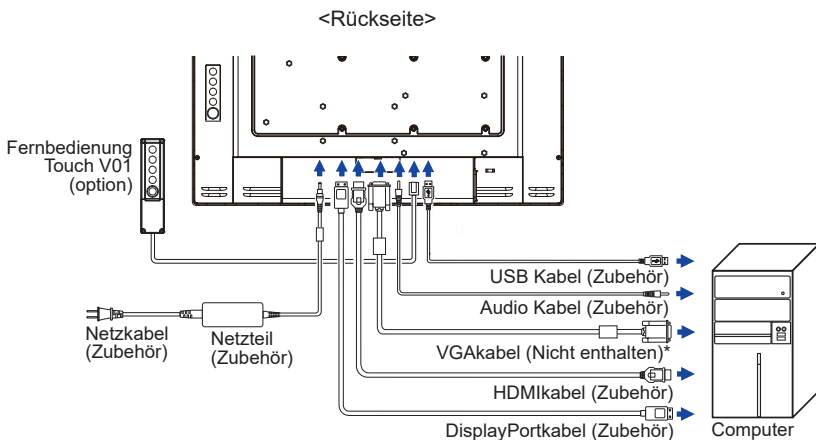 <Rückseite>
Fernbedienung
Touch V01
(option)
USB Kabel (Zubehör)
Audio Kabel (Zubehör)
Netzkabel
(Zubehör)
Netzteil
(Zubehör)
VGAkabel (Nicht enthalten)*
HDMIkabel (Zubehör)
DisplayPortkabel (Zubehör)
Computer